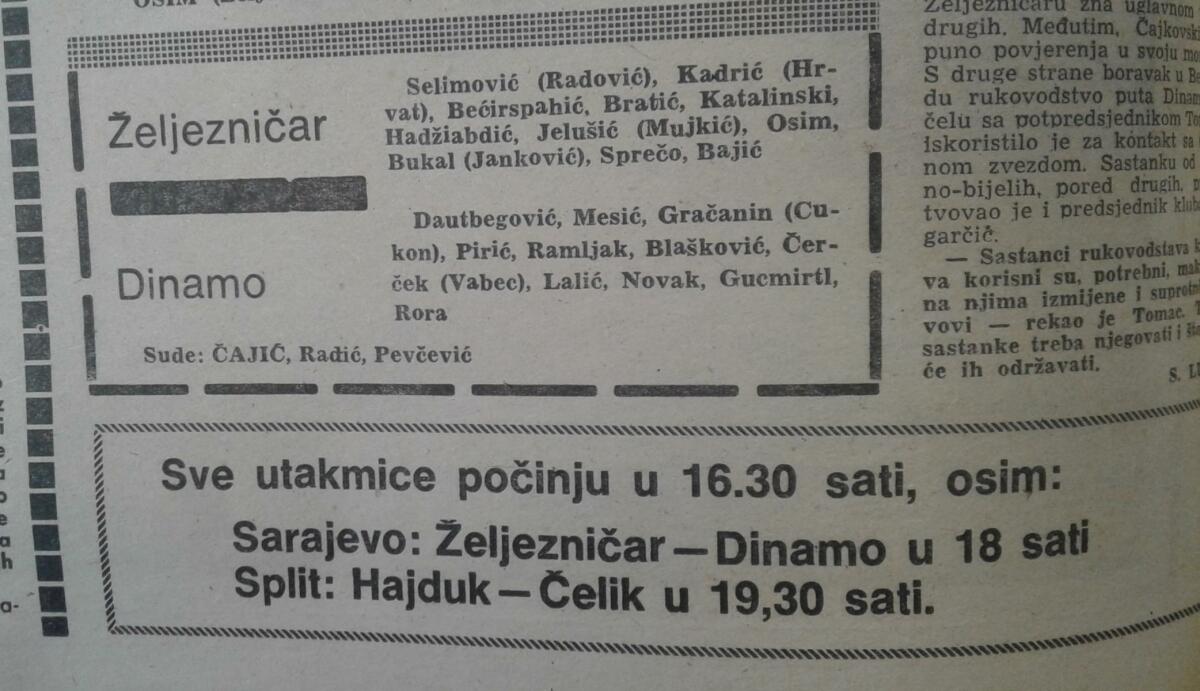 Željezničar
Selimović (Radović), Kadrić (Hr-
vat), Bećirspahić, Bratić, Katalinski,
Hadžiabdić, Jelušić (Mujkić), Osim,
Bukal (Janković), Sprečo, Bajić
Dinamo
Dautbegović, Mesić, Gračanin (Cu-
kon), Pirić, Ramljak, Blašković, Čer-
ček (Vabec), Lalić, Novak, Gucmirtl,
Rora
Sude: ČAJIĆ, Radić, Pevčević
Sve utakmice počinju u 16.30 sati, osim:
Sarajevo: Željezničar — Dinamo u 18 sati
Split: Hajduk — Čelik u 19,30 sati.
Željezničaru zna uglavnom
drugih. Međutim, Čajkovski
puno povjerenja u svoju
S druge strane boravak u
du rukovodstvo puta
čelu sa potpredsjednikom
iskoristilo je za kontakt sa
nom zvezdom. Sastanku od
no-bijelih, pored drugih,
tvovao je i predsjednik
garčić.
— Sastanci rukovodstava
va korisni su, potrebni,
na njima izmijene i
vovi — rekao je Tomac.
sastanke treba njegovati i
će ih održavati.
S.